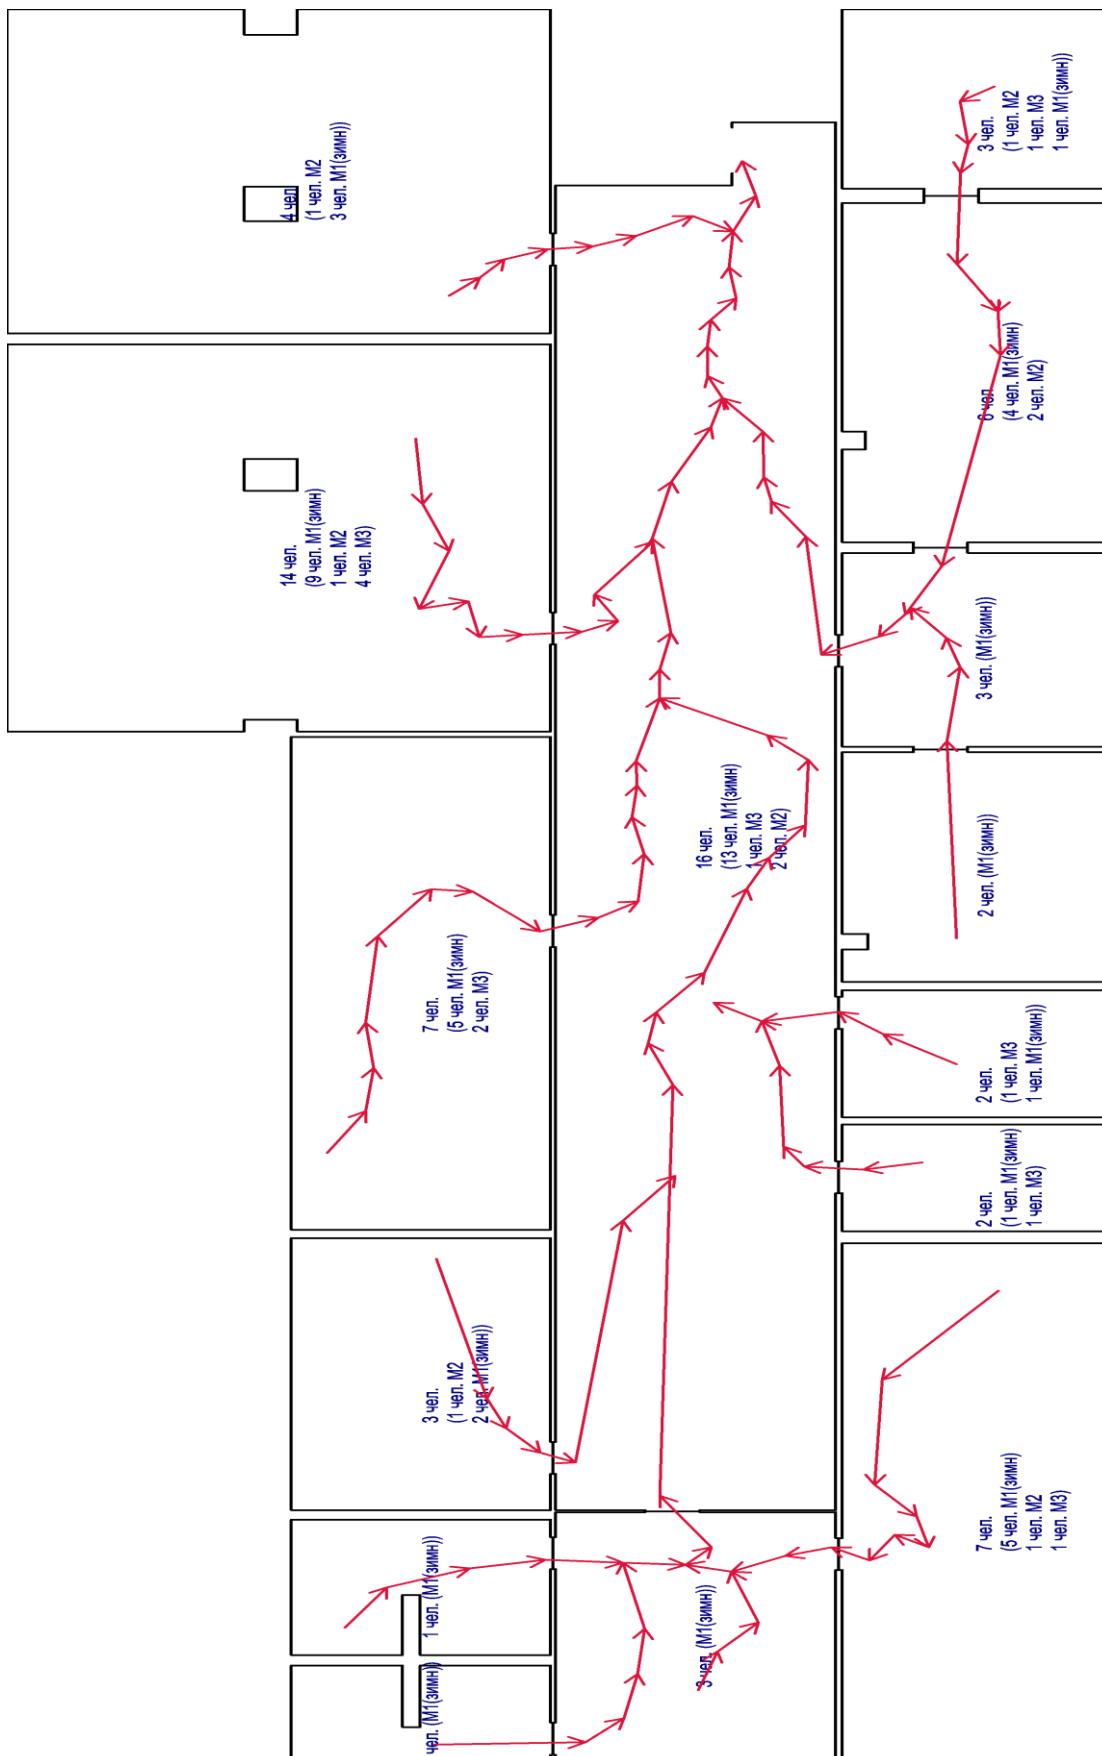 4 чел.
(1 чел. М2
3 чел. М1(зимн))
3 чел.
(1 чел. М2
1 чел. М3
1 чел. М1(зимн))
6 чел.
(4 чел. М1(зимн)
2 чел. М2)
14 чел.
(9 чел. М1(зимн)
1 чел. М2
4 чел. М3)
3 чел. (М1(зимн))
16 чел.
(13 чел. М1(зимн)
1 чел. М3
2 чел. М2)
2 чел. (М1(зимн))
7 чел.
(5 чел. М1(зимн)
2 чел. М3)
2 чел.
(1 чел. М3
1 чел. М1(зимн))
2 чел.
(1 чел. М1(зимн)
1 чел. М3)
3 чел.
(1 чел. М2
2 чел. М1(зимн))
7 чел.
(5 чел. М1(зимн)
1 чел. М2
1 чел. М3)
1 чел. (М1(зимн))
3 чел. (М1(зимн))
чел. (М1(зимн))